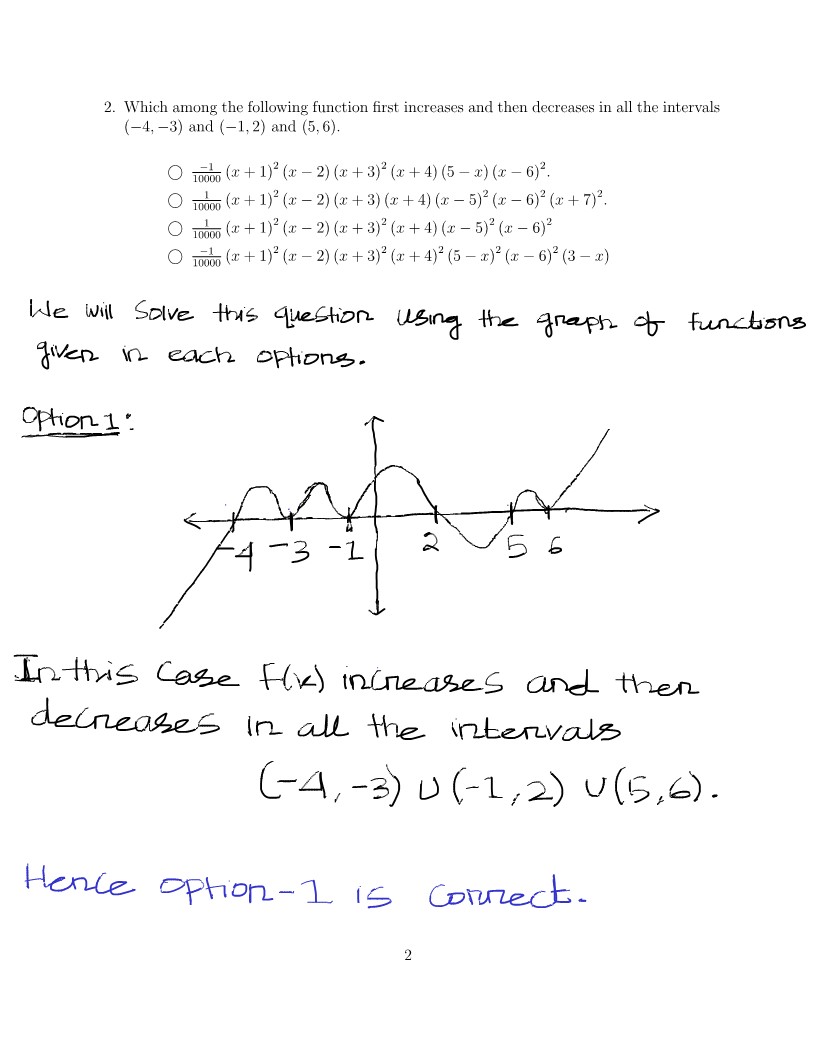 2. Which among the following function first increases and then decreases in all the intervals
(−4, −3) and (−1, 2) and (5, 6).
○ −1/10000 (x + 1)² (x − 2) (x + 3)² (x + 4) (5 − x) (x − 6)².
○ 1/10000 (x + 1)² (x − 2) (x + 3) (x + 4) (x − 5)² (x − 6)² (x + 7)².
○ 1/10000 (x + 1)² (x − 2) (x + 3)² (x + 4) (x − 5)² (x − 6)²
○ −1/10000 (x + 1)² (x − 2) (x + 3)² (x + 4)² (5 − x)² (x − 6)² (3 − x)
We will Solve this question using the graph of functions
given in each options.
Option 1:
−4 −3 −1 2 5 6
In this Case f(x) increases and then
decreases in all the intervals
(−4, −3) ∪ (−1, 2) ∪ (5, 6).
Hence option-1 is correct.
2